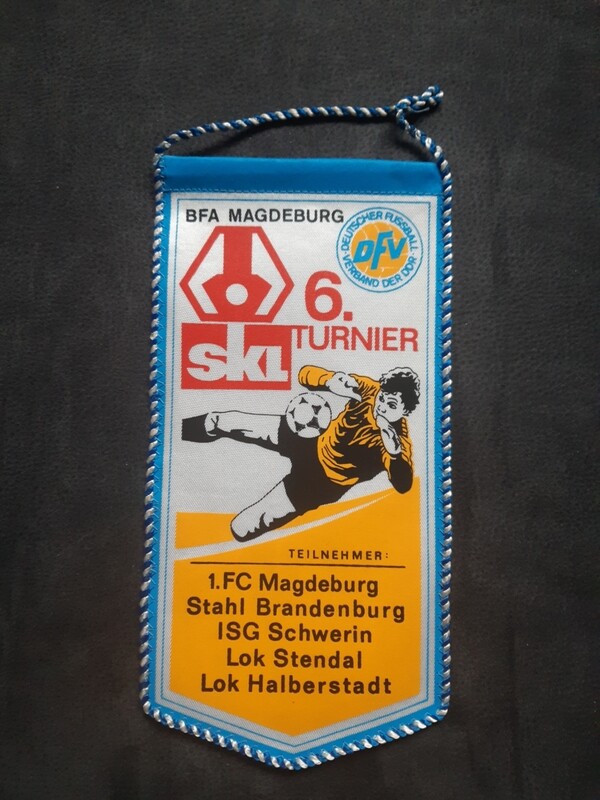 BFA MAGDEBURG
DEUTSCHER FUSSBALL-
VERBAND DER DDR
DFV
6.
TURNIER
SKL
TEILNEHMER:
1.FC Magdeburg
Stahl Brandenburg
ISG Schwerin
Lok Stendal
Lok Halberstadt